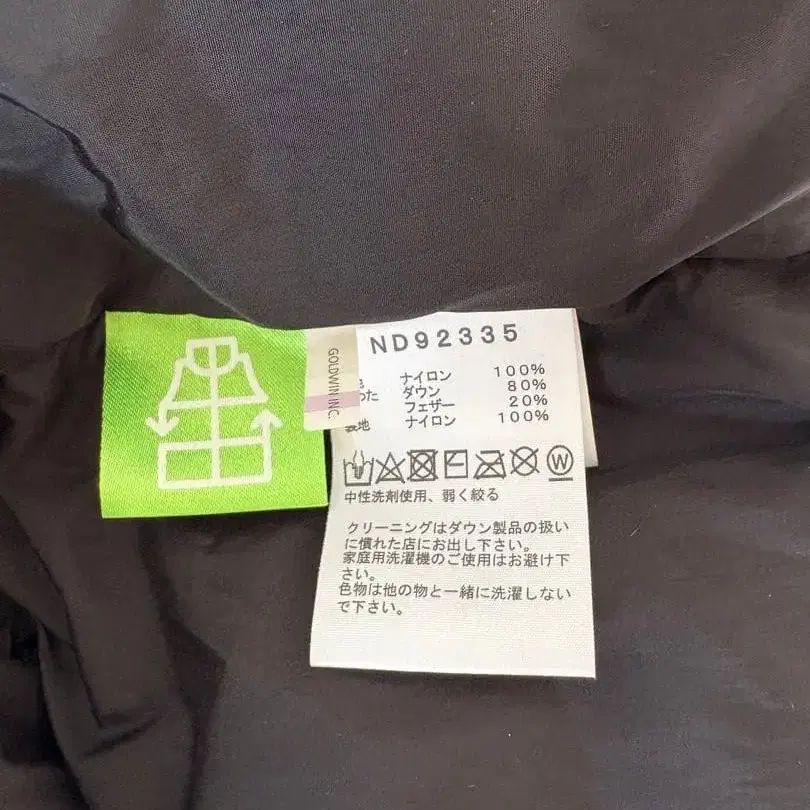 GOLDWIN INC.
ND92335
ナイロン 100%
わた ダウン 80%
フェザー 20%
裏地 ナイロン 100%
W
中性洗剤使用、弱く絞る
クリーニングはダウン製品の扱い
に慣れた店にお出し下さい。
家庭用洗濯機のご使用はお避け下
さい。
色物は他の物と一緒に洗濯しない
で下さい。